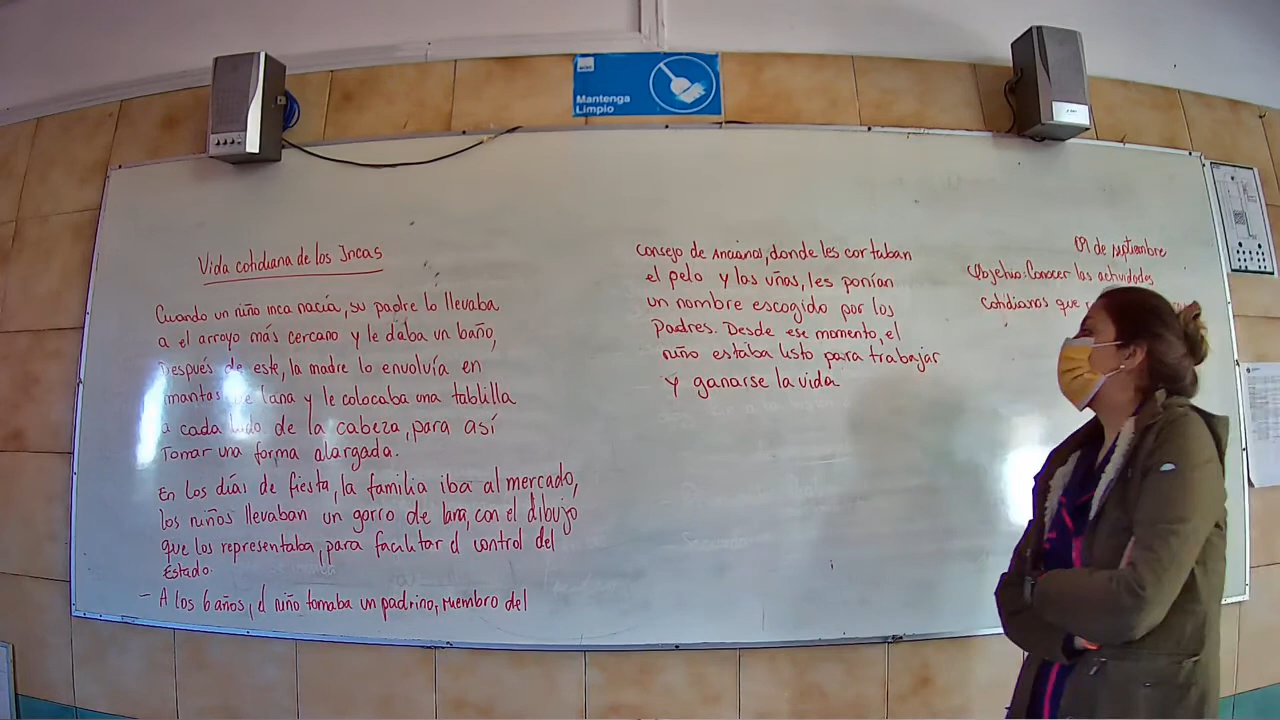 Mantenga
Limpio
Vida cotidiana de los Incas
Cuando un niño inca nacía, su padre lo llevaba
a el arroyo más cercano y le daba un baño,
Después de este, la madre lo envolvía en
mantas de lana y le colocaba una tablilla
a cada lado de la cabeza, para así
Tomar una forma alargada.
En los días de fiesta, la familia iba al mercado,
los niños llevaban un gorro de lana, con el dibujo
que los representaba, para facilitar el control del
Estado.
- A los 6 años, el niño tomaba un padrino, miembro del
consejo de ancianos, donde les cortaban
el pelo y las uñas, les ponían
un nombre escogido por los
Padres. Desde ese momento, el
niño estaba listo para trabajar
y ganarse la vida.
09 de septiembre
Objetivo: Conocer las actividades
cotidianas que